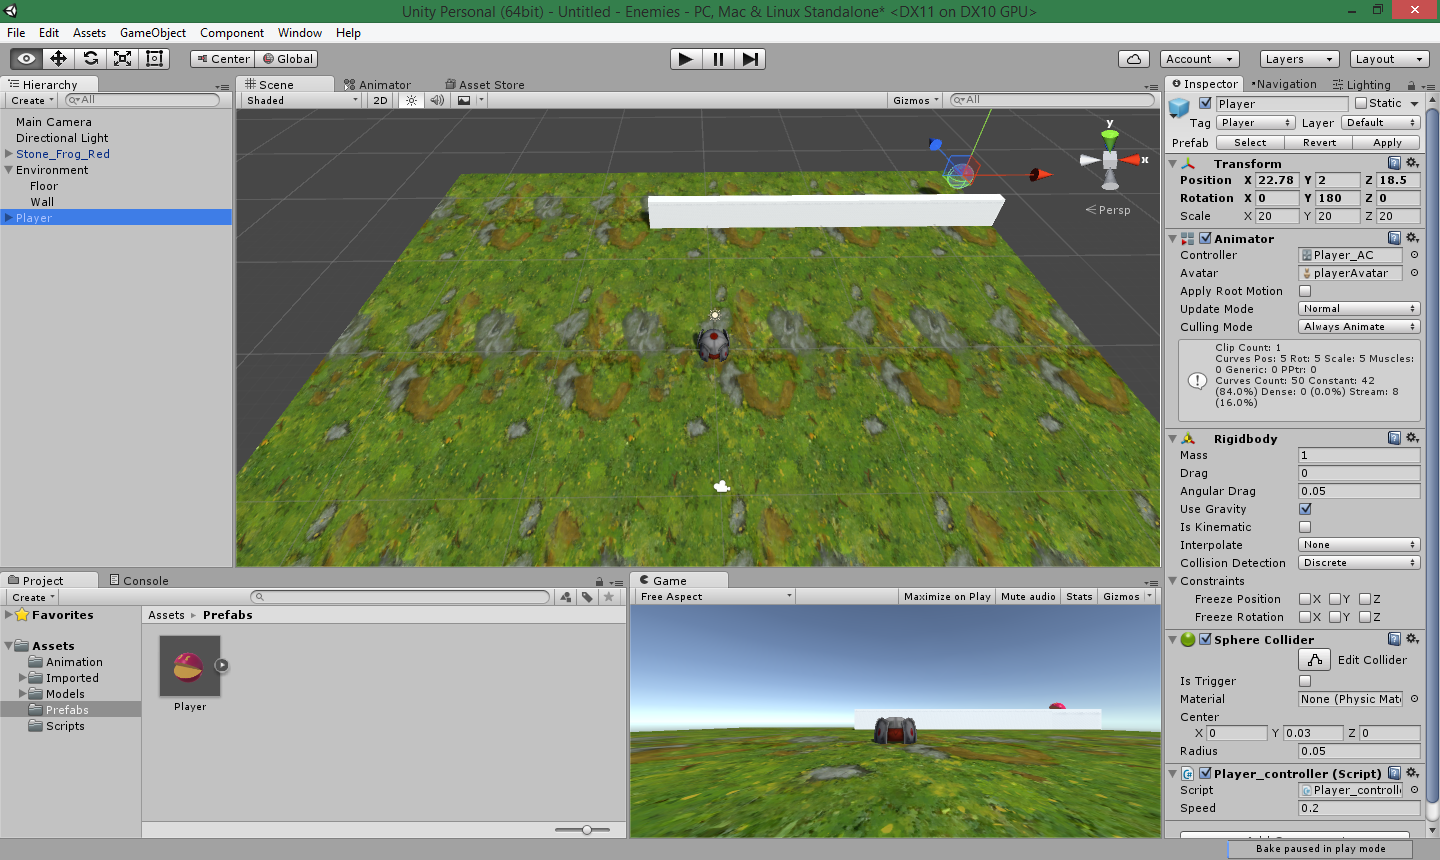 Unity Personal (64bit) - Untitled - Enemies - PC, Mac & Linux Standalone* <DX11 on DX10 GPU>
File Edit Assets GameObject Component Window Help
Center Global Account Layers Layout
Hierarchy
Create All
Main Camera
Directional Light
Stone_Frog_Red
Environment
Floor
Wall
Player
Scene Animator Asset Store
Shaded 2D Gizmos All
y
x
Persp
Inspector Navigation Lighting
Player Static
Tag Player Layer Default
Prefab Select Revert Apply
Transform
Position X 22.78 Y 2 Z 18.5
Rotation X 0 Y 180 Z 0
Scale X 20 Y 20 Z 20
Animator
Controller Player_AC
Avatar playerAvatar
Apply Root Motion
Update Mode Normal
Culling Mode Always Animate
Clip Count: 1
Curves Pos: 5 Rot: 5 Scale: 5 Muscles:
0 Generic: 0 PPtr: 0
Curves Count: 50 Constant: 42
(84.0%) Dense: 0 (0.0%) Stream: 8
(16.0%)
Rigidbody
Mass 1
Drag 0
Angular Drag 0.05
Use Gravity
Is Kinematic
Interpolate None
Collision Detection Discrete
Constraints
Freeze Position X Y Z
Freeze Rotation X Y Z
Sphere Collider
Edit Collider
Is Trigger
Material None (Physic Mat
Center
X 0 Y 0.03 Z 0
Radius 0.05
Player_controller (Script)
Script Player_controll
Speed 0.2
Project Console
Create
Favorites
Assets
Animation
Imported
Models
Prefabs
Scripts
Assets Prefabs
Player
Game
Free Aspect Maximize on Play Mute audio Stats Gizmos
Bake paused in play mode